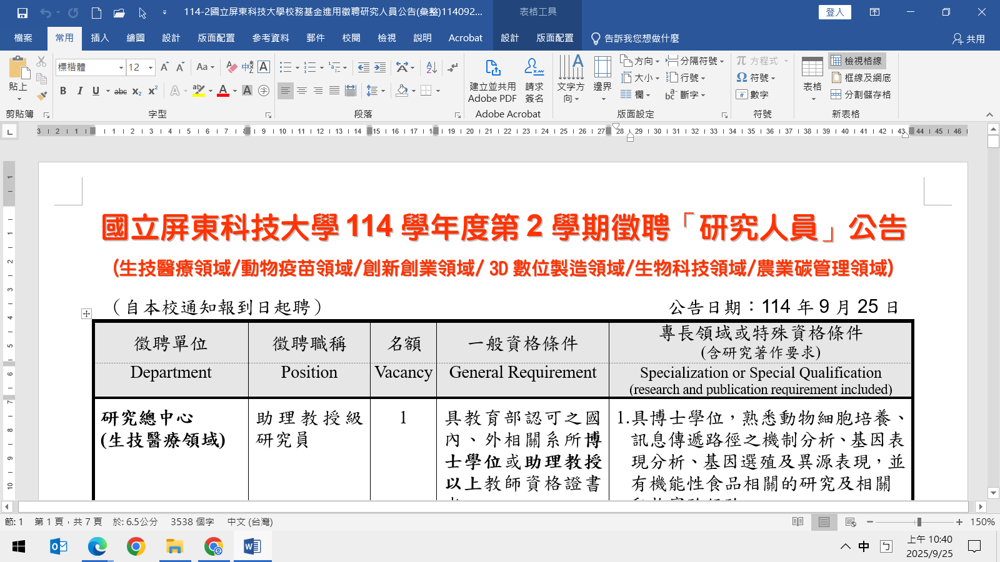 114-2國立屏東科技大學校務基金進用徵聘研究人員公告(彙整)114092...
表格工具
登入
檔案 常用 插入 繪圖 設計 版面配置 參考資料 郵件 校閱 檢視 說明 Acrobat 設計 版面配置 告訴我您想做什麼 共用
標楷體 12
貼上
剪貼簿 字型 段落
建立並共用 Adobe PDF
請求簽名
Adobe Acrobat
文字方向 邊界
方向 分隔符號
大小 行號
欄 斷字
版面設定
方程式
符號
數字
符號
表格
檢視格線
框線及網底
分割儲存格
新表格
國立屏東科技大學 114 學年度第 2 學期徵聘「研究人員」公告
(生技醫療領域/動物疫苗領域/創新創業領域/ 3D 數位製造領域/生物科技領域/農業碳管理領域)
（自本校通知報到日起聘） 公告日期：114 年 9 月 25 日
徵聘單位 徵聘職稱 名額 一般資格條件 專長領域或特殊資格條件
(含研究著作要求)
Department Position Vacancy General Requirement Specialization or Special Qualification
(research and publication requirement included)
研究總中心
(生技醫療領域)
助理教授級
研究員
1
具教育部認可之國
內、外相關系所博
士學位或助理教授
以上教師資格證書
1.具博士學位，熟悉動物細胞培養、
訊息傳遞路徑之機制分析、基因表
現分析、基因選殖及異源表現，並
有機能性食品相關的研究及相關
節: 1 第 1 頁，共 7 頁 於: 6.5公分 3538 個字 中文 (台灣) 150%
中 ㄅ 上午 10:40
2025/9/25